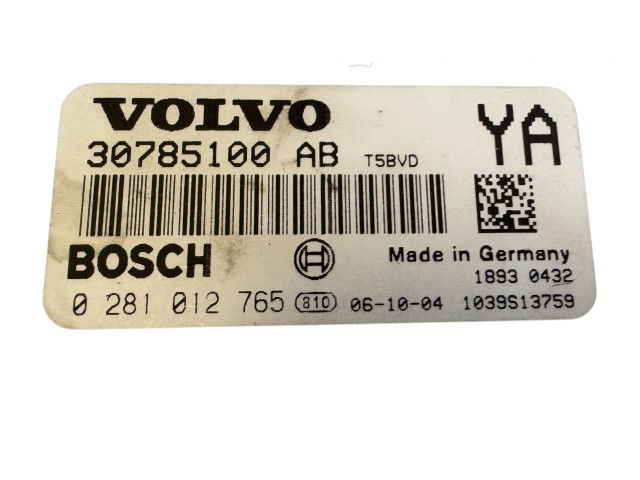 VOLVO YA
30785100 AB T5BVD
BOSCH Made in Germany
1893 0432
0 281 012 765 810 06-10-04 1039S13759